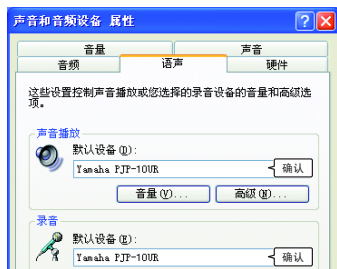 声音和音频设备 属性
音量
声音
音频
语声
硬件
这些设置控制声音播放或您选择的录音设备的音量和高级选
项。
声音播放
默认设备(D):
Yamaha PJP-10UR
确认
音量(V)...
高级(N)...
录音
默认设备(E):
Yamaha PJP-10UR
确认